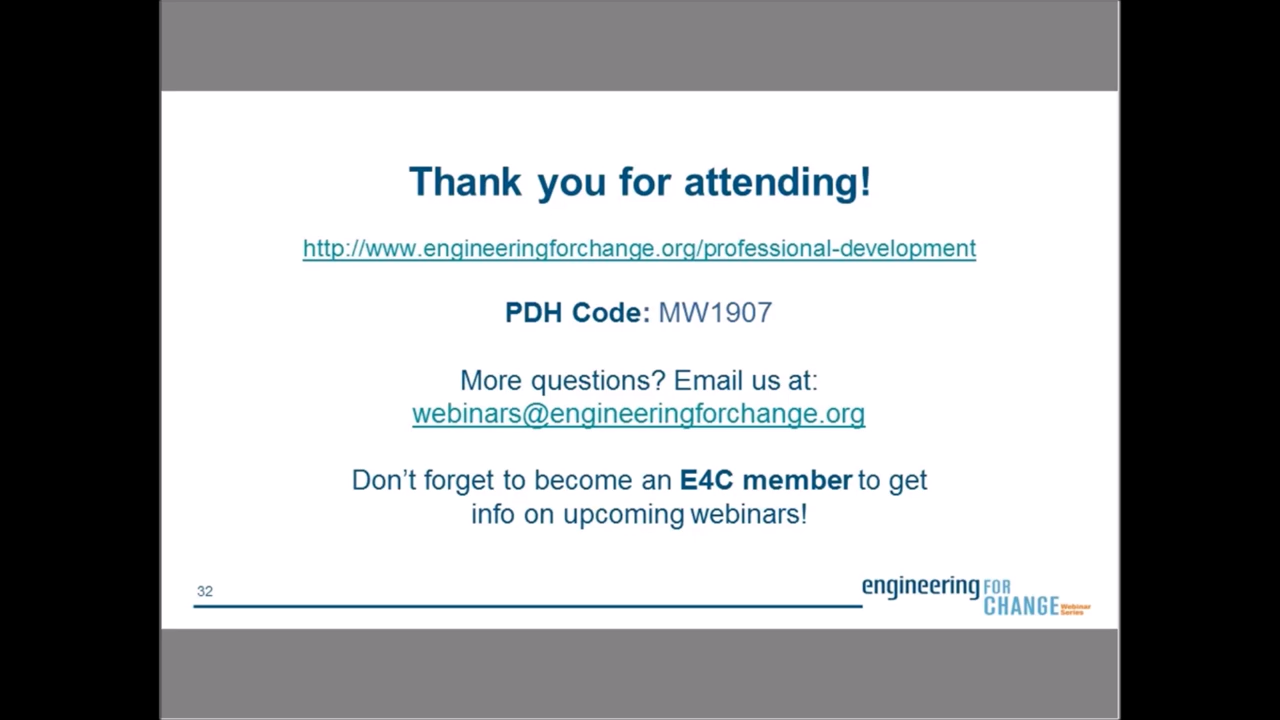 Thank you for attending!
http://www.engineeringforchange.org/professional-development
PDH Code: MW1907
More questions? Email us at:
webinars@engineeringforchange.org
Don’t forget to become an E4C member to get
info on upcoming webinars!
32
engineering FOR
CHANGE Webinar
Series